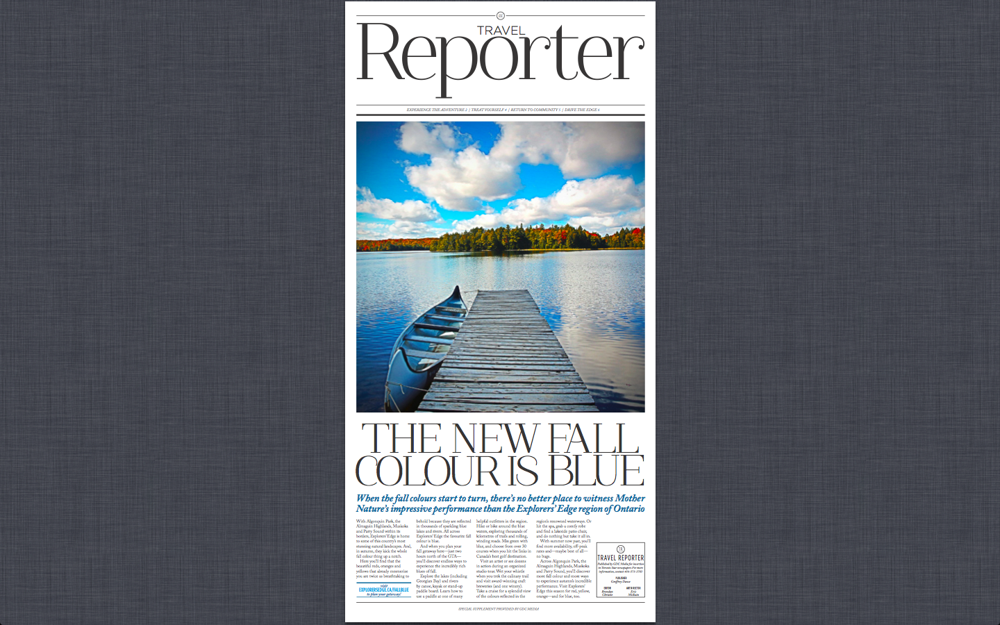 TRAVEL
Reporter
EXPERIENCE THE ADVENTURE 2 / TREAT YOURSELF 4 / RETURN TO COMMUNITY 5 / DRIVE THE EDGE 6
THE NEW FALL
COLOUR IS BLUE
When the fall colours start to turn, there's no better place to witness Mother
Nature's impressive performance than the Explorers' Edge region of Ontario
With Algonquin Park, the
Almaguin Highlands, Muskoka
and Parry Sound within its
borders, Explorers' Edge is home
to some of this country's most
stunning natural landscapes. And,
in autumn, they kick the whole
fall colour thing up a notch.
Here you'll find that the
beautiful reds, oranges and
yellows that already mesmerize
you are twice as breathtaking to
visit
EXPLORERSEDGE.CA/FALLBLUE
to plan your getaway!
behold because they are reflected
in thousands of sparkling blue
lakes and rivers. All across
Explorers' Edge the favourite fall
colour is blue.
And when you plan your
fall getaway here—just two
hours north of the GTA—
you'll discover endless ways to
experience the incredibly rich
blues of fall.
Explore the lakes (including
Georgian Bay) and rivers
by canoe, kayak or stand-up
paddle board. Learn how to
use a paddle at one of many
helpful outfitters in the region.
Hike or bike around the blue
waters, exploring thousands of
kilometres of trails and rolling,
winding roads. Mix green with
blue, and choose from over 30
courses when you hit the links in
Canada's best golf destination.
Visit an artist or see dozens
in action during an organized
studio tour. Wet your whistle
when you trek the culinary trail
and visit award-winning craft
breweries (and one winery).
Take a cruise for a splendid view
of the colours reflected in the
region's renowned waterways. Or
hit the spa, grab a comfy robe
and find a lakeside patio chair,
and do nothing but take it all in.
With summer now past, you'll
find more availability, off-peak
rates and—maybe best of all—
no bugs.
Across Algonquin Park, the
Almaguin Highlands, Muskoka
and Parry Sound, you'll discover
more fall colour and more ways
to experience autumn's incredible
performance. Visit Explorers'
Edge this season for red, yellow,
orange—and for blue, too.
TR
TRAVEL REPORTER
Published by GDC Media for insertion
in Toronto Star newspapers For more
information, contact
PUBLISHER
Geoffrey Dawe
EDITOR
Brendan
Christie
ART DIRECTOR
Eric
McBain
SPECIAL SUPPLEMENT PROVIDED BY GDC MEDIA